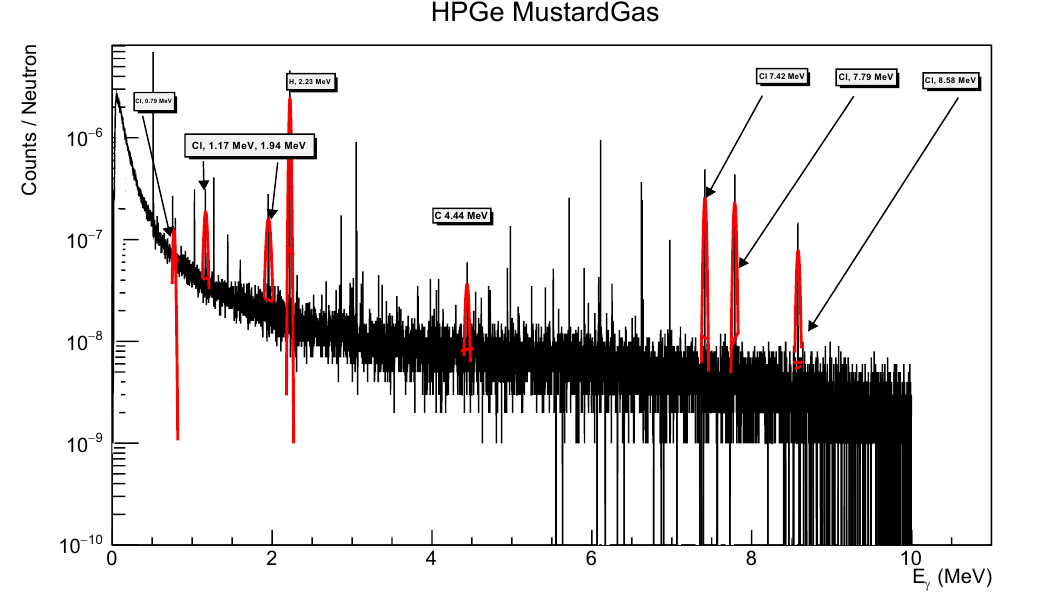 HPGe MustardGas
Counts / Neutron
Cl, 0.79 MeV
H, 2.23 MeV
Cl, 1.17 MeV, 1.94 MeV
C 4.44 MeV
Cl 7.42 MeV
Cl, 7.79 MeV
Cl, 8.58 MeV
10−6
10−7
10−8
10−9
10−10
0 2 4 6 8 10
Eγ (MeV)